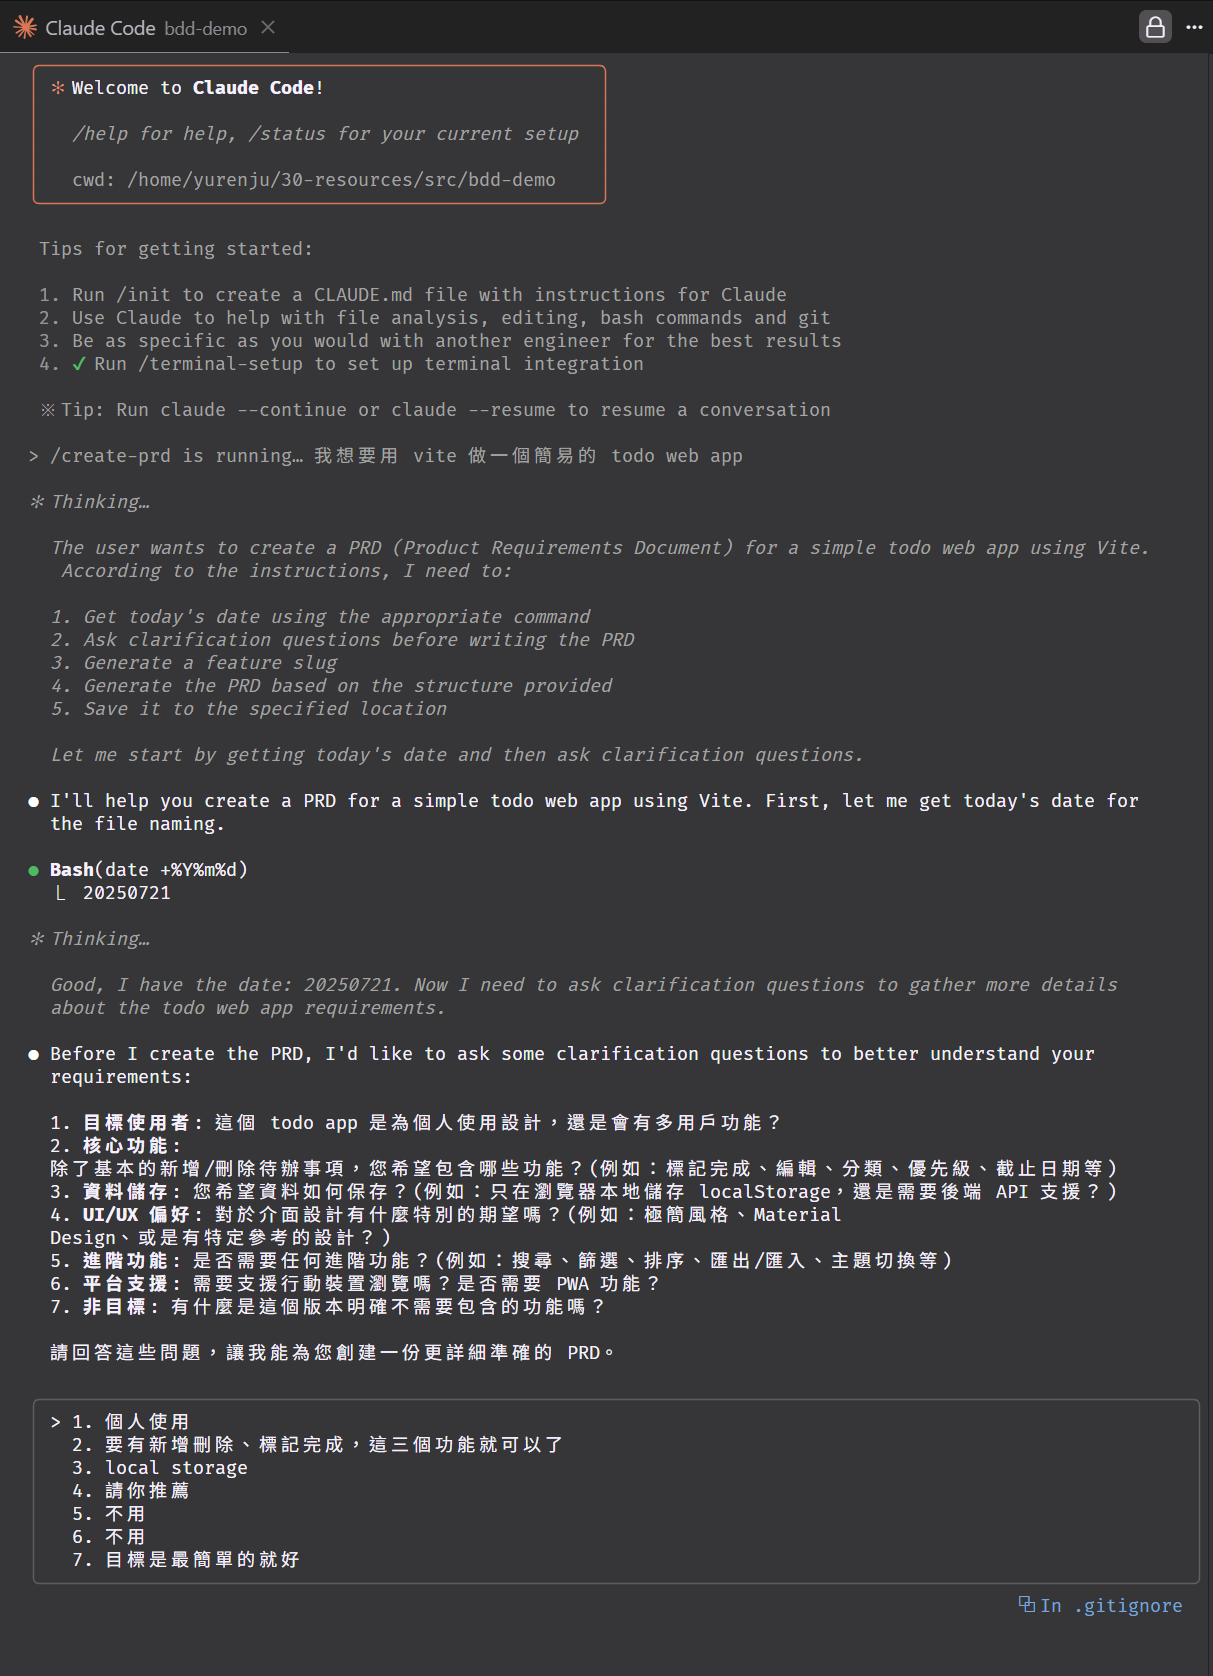 Claude Code bdd-demo ×
✻ Welcome to Claude Code!
/help for help, /status for your current setup
cwd: /home/yurenju/30-resources/src/bdd-demo
Tips for getting started:
1. Run /init to create a CLAUDE.md file with instructions for Claude
2. Use Claude to help with file analysis, editing, bash commands and git
3. Be as specific as you would with another engineer for the best results
4. ✓ Run /terminal-setup to set up terminal integration
※ Tip: Run claude --continue or claude --resume to resume a conversation
> /create-prd is running… 我想要用 vite 做一個簡易的 todo web app
✻ Thinking…
The user wants to create a PRD (Product Requirements Document) for a simple todo web app using Vite.
According to the instructions, I need to:
1. Get today's date using the appropriate command
2. Ask clarification questions before writing the PRD
3. Generate a feature slug
4. Generate the PRD based on the structure provided
5. Save it to the specified location
Let me start by getting today's date and then ask clarification questions.
● I'll help you create a PRD for a simple todo web app using Vite. First, let me get today's date for
the file naming.
● Bash(date +%Y%m%d)
⎿ 20250721
✻ Thinking…
Good, I have the date: 20250721. Now I need to ask clarification questions to gather more details
about the todo web app requirements.
● Before I create the PRD, I'd like to ask some clarification questions to better understand your
requirements:
1. 目標使用者: 這個 todo app 是為個人使用設計，還是會有多用戶功能？
2. 核心功能:
除了基本的新增/刪除待辦事項，您希望包含哪些功能？(例如：標記完成、編輯、分類、優先級、截止日期等)
3. 資料儲存: 您希望資料如何保存？(例如：只在瀏覽器本地儲存 localStorage，還是需要後端 API 支援？)
4. UI/UX 偏好: 對於介面設計有什麼特別的期望嗎？(例如：極簡風格、Material
Design、或是有特定參考的設計？)
5. 進階功能: 是否需要任何進階功能？(例如：搜尋、篩選、排序、匯出/匯入、主題切換等)
6. 平台支援: 需要支援行動裝置瀏覽嗎？是否需要 PWA 功能？
7. 非目標: 有什麼是這個版本明確不需要包含的功能嗎？
請回答這些問題，讓我能為您創建一份更詳細準確的 PRD。
> 1. 個人使用
2. 要有新增刪除、標記完成，這三個功能就可以了
3. local storage
4. 請你推薦
5. 不用
6. 不用
7. 目標是最簡單的就好
In .gitignore